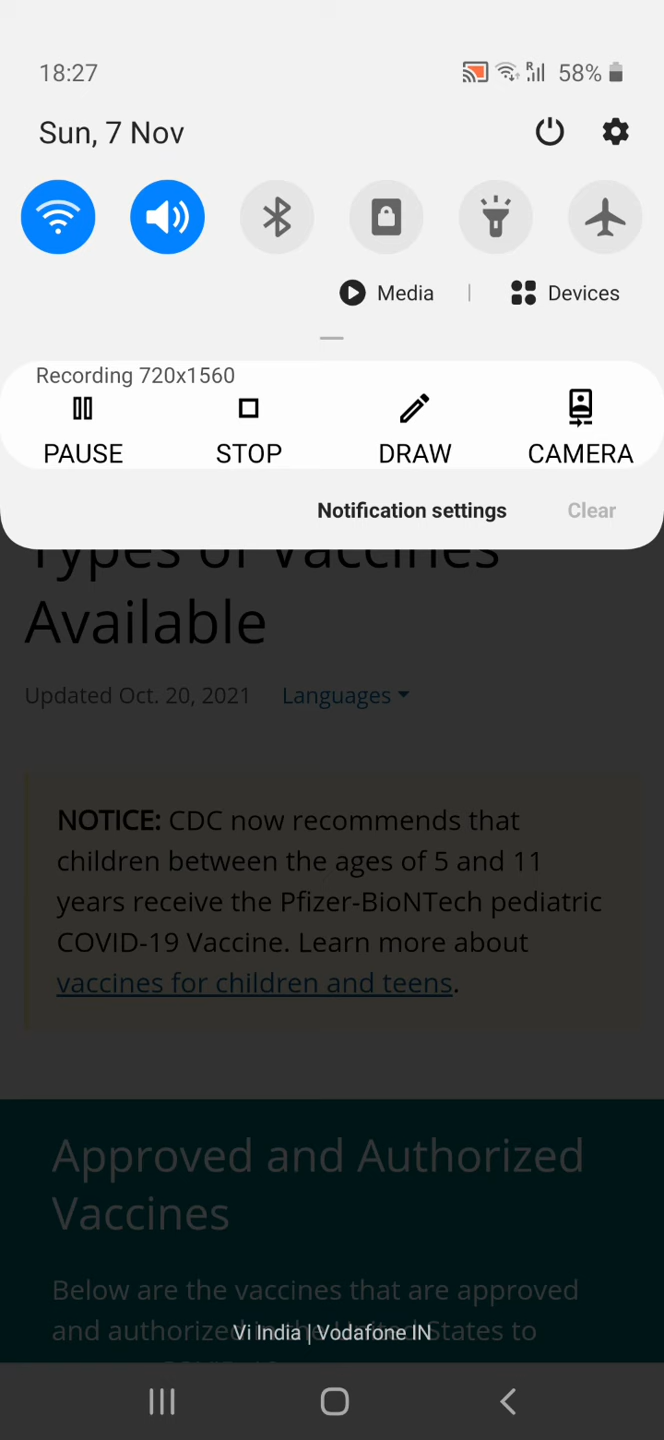 18:27
R
58%
Sun, 7 Nov
Media | Devices
Recording 720x1560
PAUSE STOP DRAW CAMERA
Notification settings Clear
Types of Vaccines
Available
Updated Oct. 20, 2021 Languages
NOTICE: CDC now recommends that
children between the ages of 5 and 11
years receive the Pfizer-BioNTech pediatric
COVID-19 Vaccine. Learn more about
vaccines for children and teens.
Approved and Authorized
Vaccines
Below are the vaccines that are approved
and authorized in the United States to
Vi India | Vodafone IN